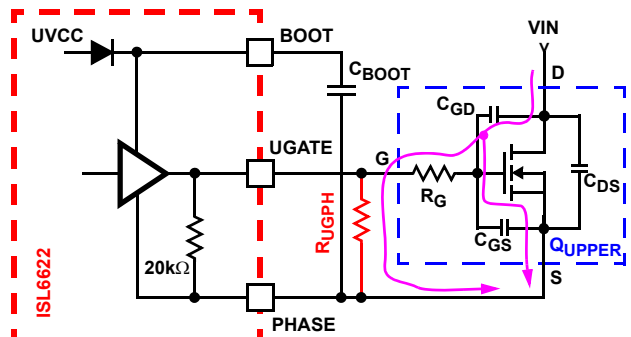 UVCC
BOOT
VIN
CBOOT
D
CGD
UGATE
G
RG
CDS
RUGPH
CGS
QUPPER
20kΩ
S
ISL6622
PHASE